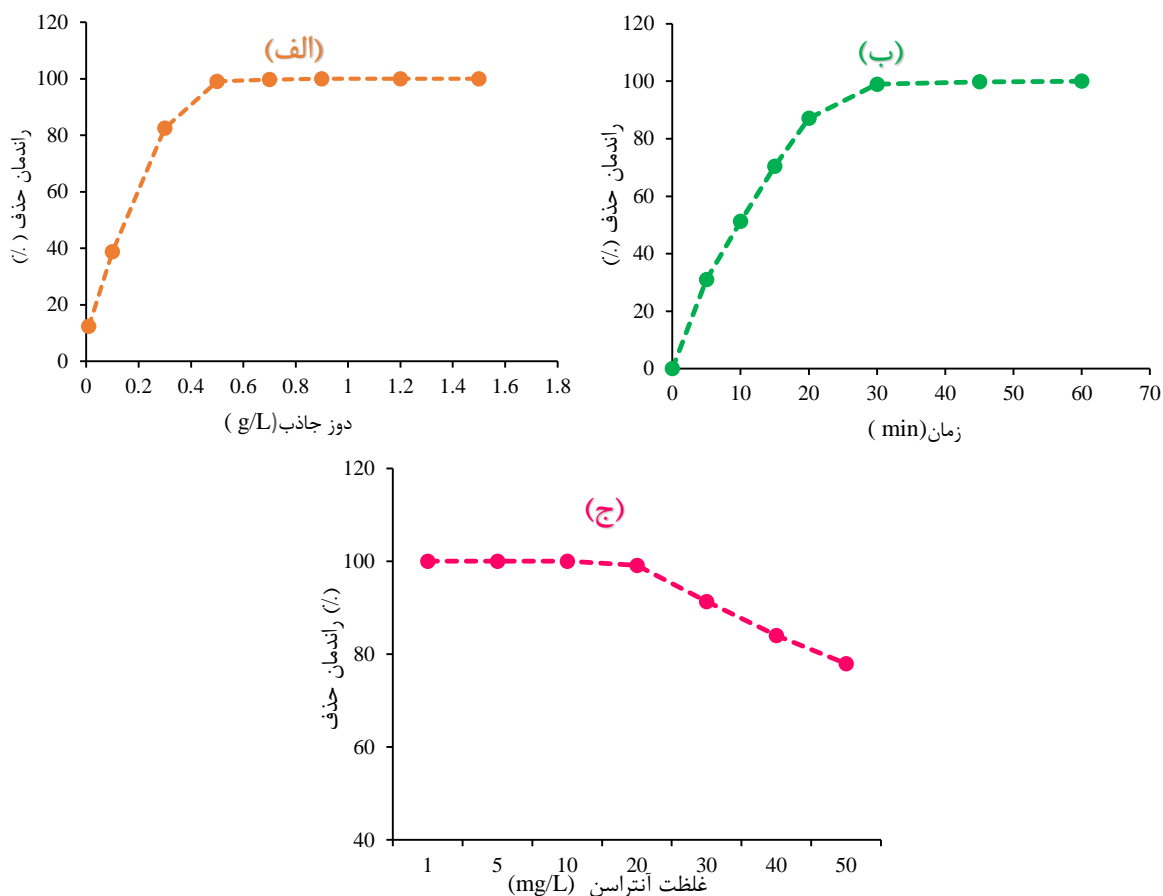 (الف)
120
100
80
60
40
20
0
راندمان حذف (٪)
0 0.2 0.4 0.6 0.8 1 1.2 1.4 1.6 1.8
دوز جاذب(g/L )
(ب)
120
100
80
60
40
20
0
راندمان حذف (٪)
0 10 20 30 40 50 60 70
زمان(min )
(ج)
120
100
80
60
40
(٪) راندمان حذف
1 5 10 20 30 40 50
غلظت آنتراسن (mg/L)